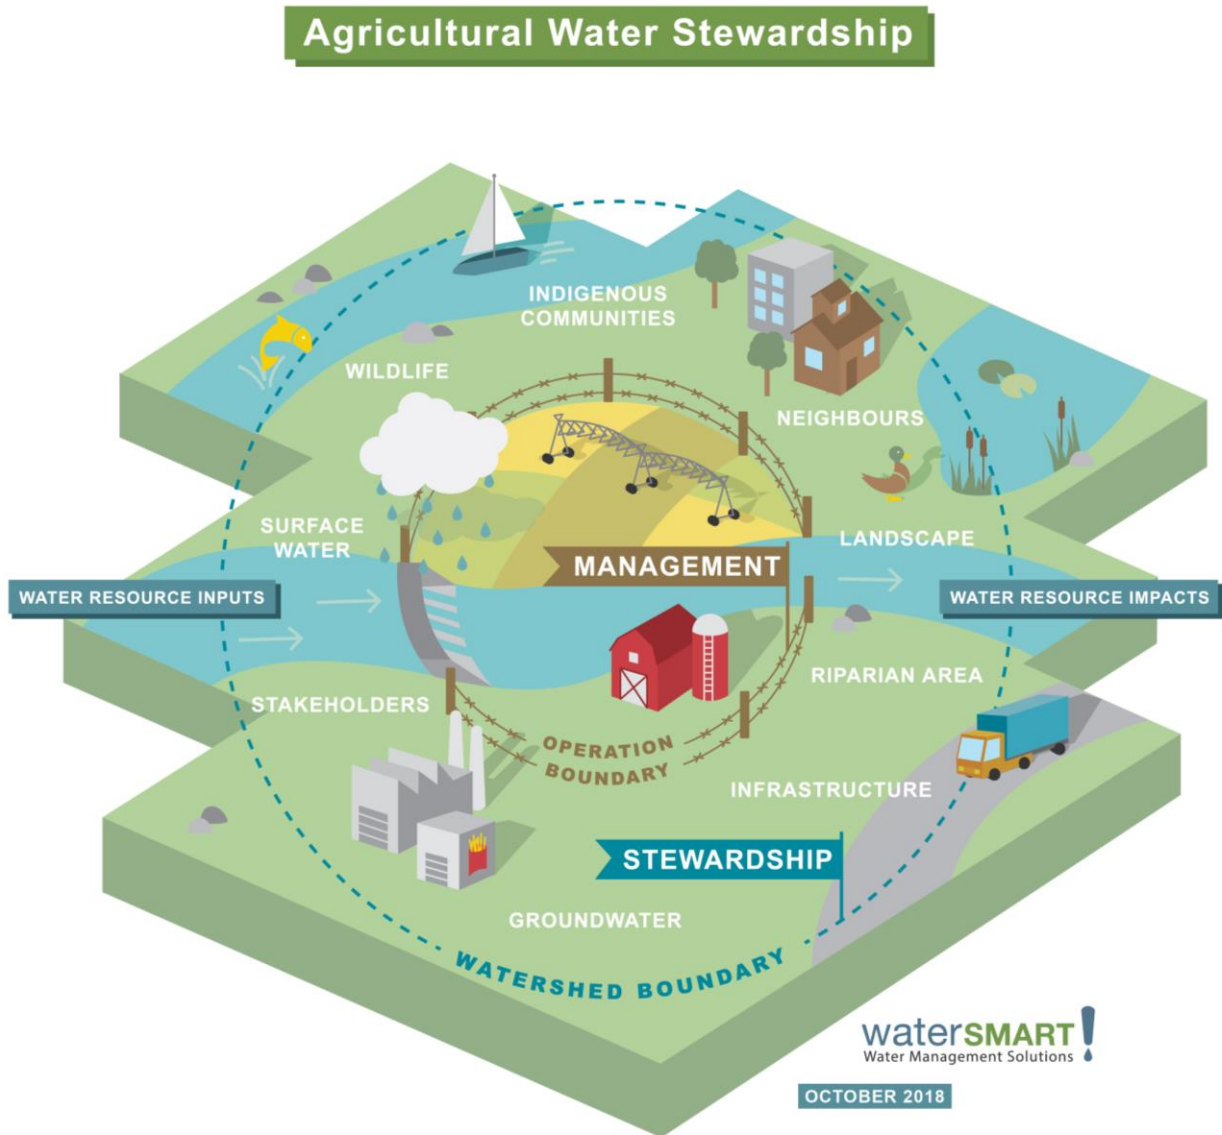 Agricultural Water Stewardship
INDIGENOUS
COMMUNITIES
WILDLIFE
NEIGHBOURS
SURFACE
WATER
LANDSCAPE
MANAGEMENT
WATER RESOURCE INPUTS
WATER RESOURCE IMPACTS
RIPARIAN AREA
STAKEHOLDERS
OPERATION
BOUNDARY
INFRASTRUCTURE
STEWARDSHIP
GROUNDWATER
WATERSHED BOUNDARY
waterSMART!
Water Management Solutions
OCTOBER 2018